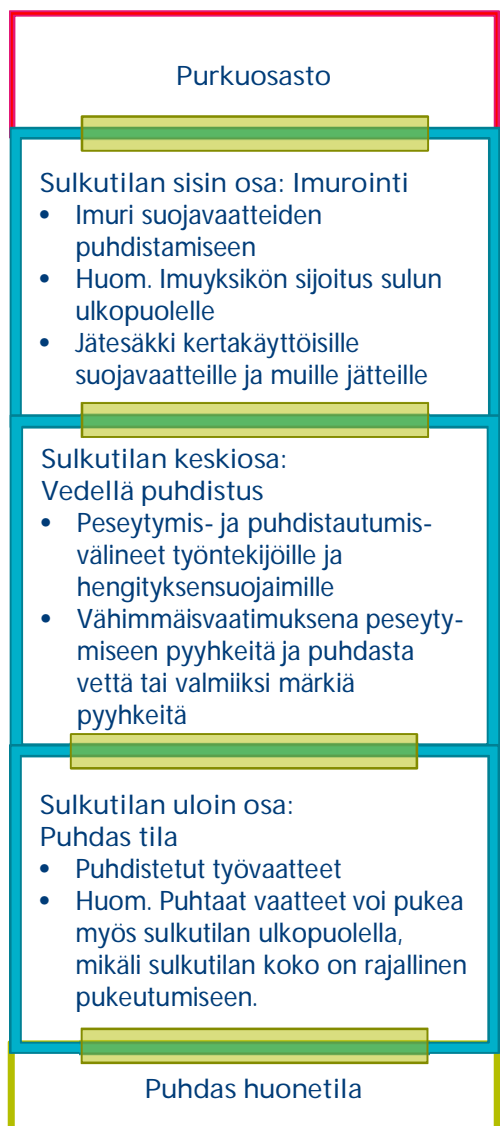 Purkuosasto
Sulkutilan sisin osa: Imurointi
• Imuri suojavaatteiden
puhdistamiseen
• Huom. Imuyksikön sijoitus sulun
ulkopuolelle
• Jätesäkki kertakäyttöisille
suojavaatteille ja muille jätteille
Sulkutilan keskiosa:
Vedellä puhdistus
• Peseytymis- ja puhdistautumis-
välineet työntekijöille ja
hengityksensuojaimille
• Vähimmäisvaatimuksena peseyty-
miseen pyyhkeitä ja puhdasta
vettä tai valmiiksi märkiä
pyyhkeitä
Sulkutilan uloin osa:
Puhdas tila
• Puhdistetut työvaatteet
• Huom. Puhtaat vaatteet voi pukea
myös sulkutilan ulkopuolella,
mikäli sulkutilan koko on rajallinen
pukeutumiseen.
Puhdas huonetila